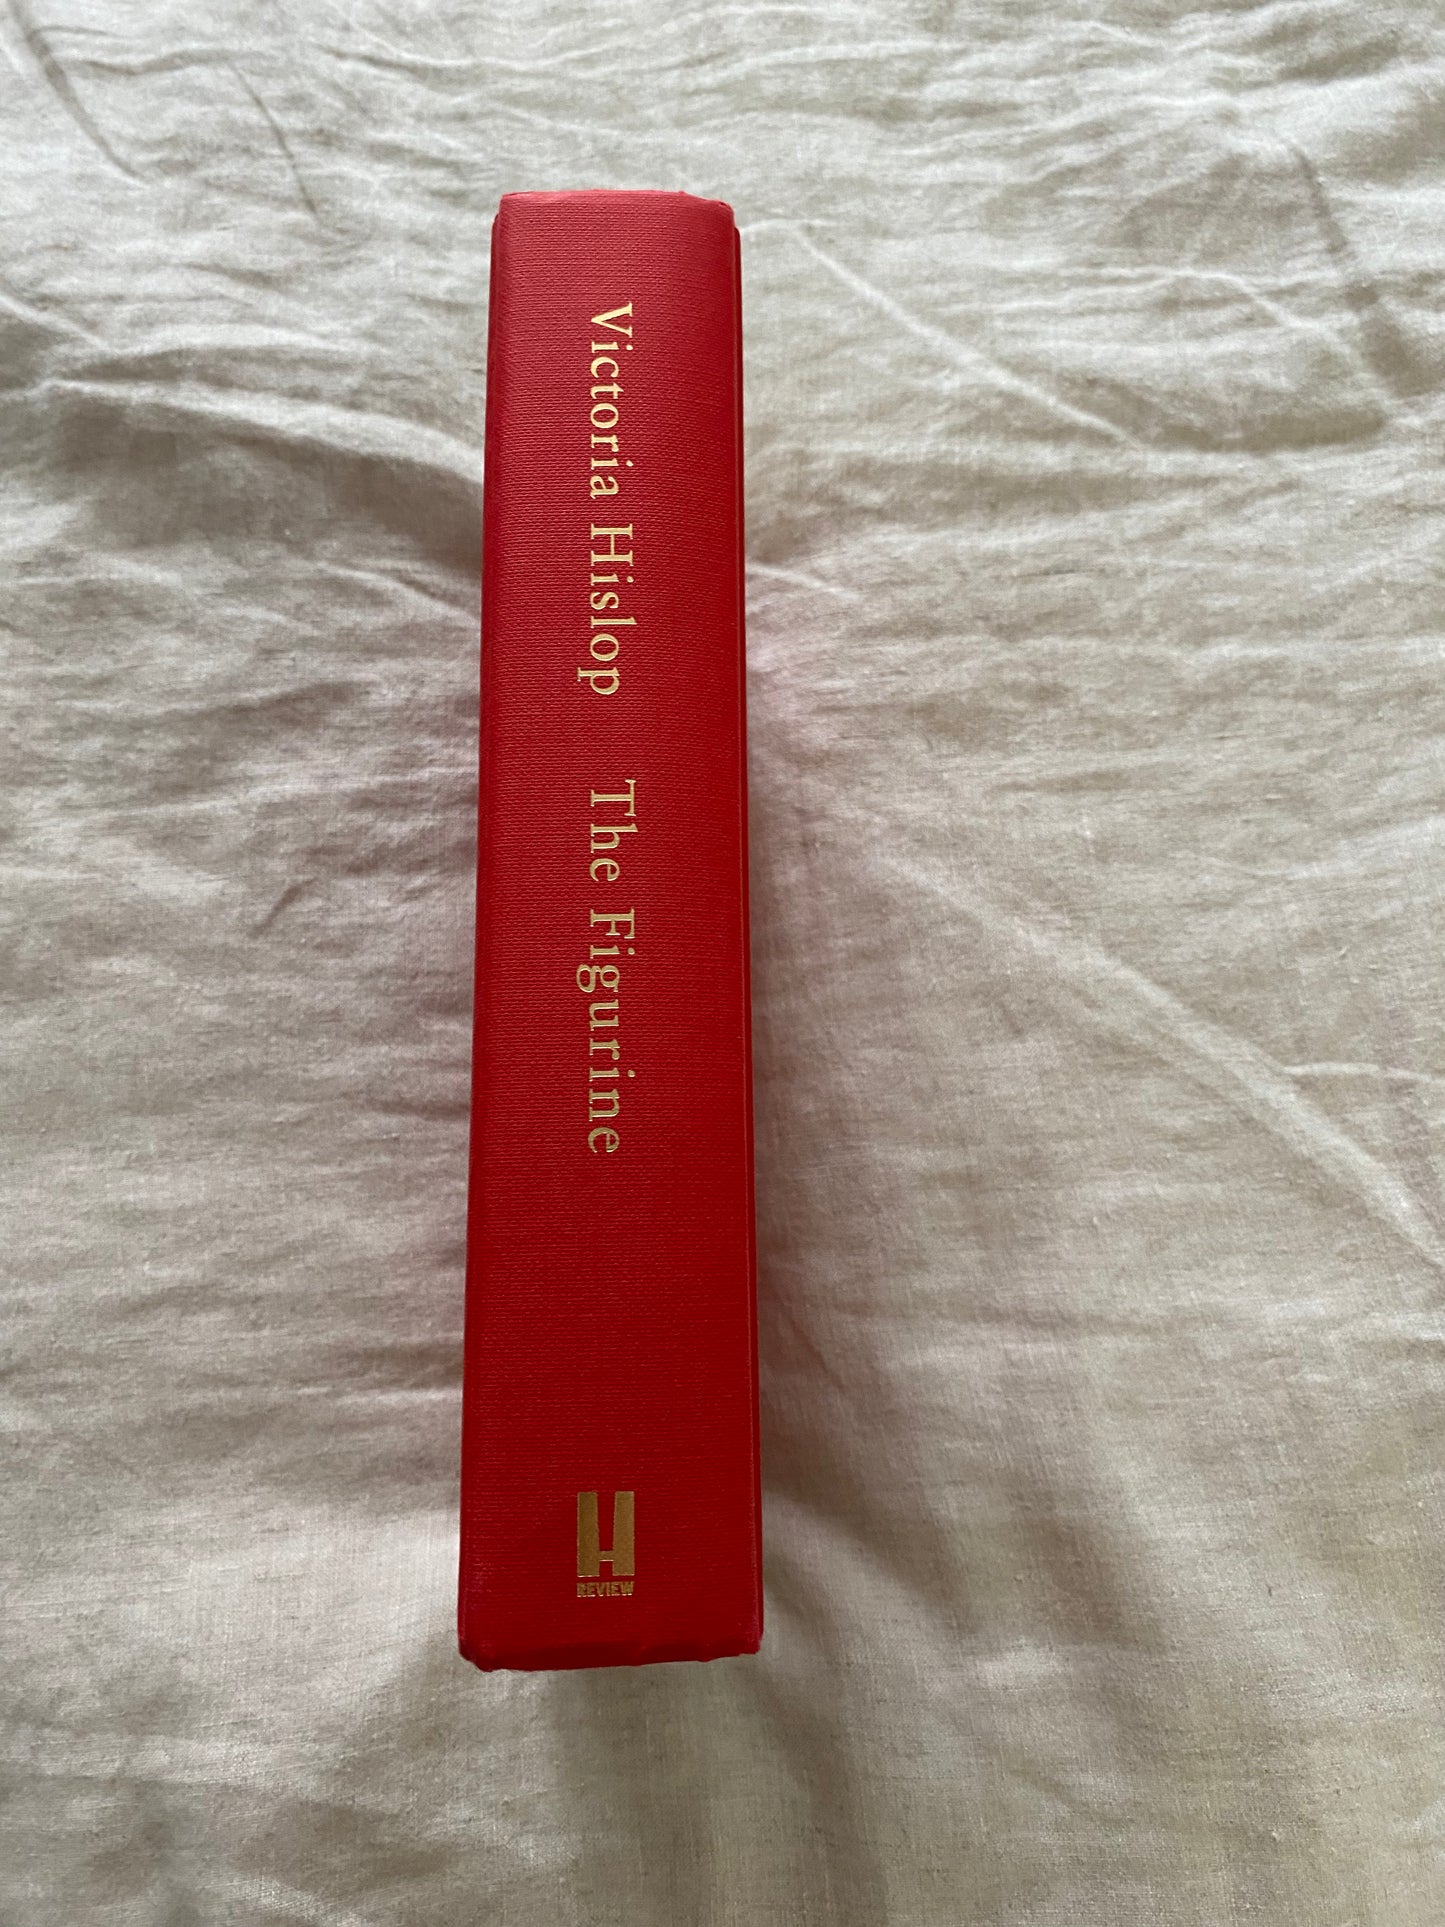 Victoria Hislop The Figurine
H
REVIEW